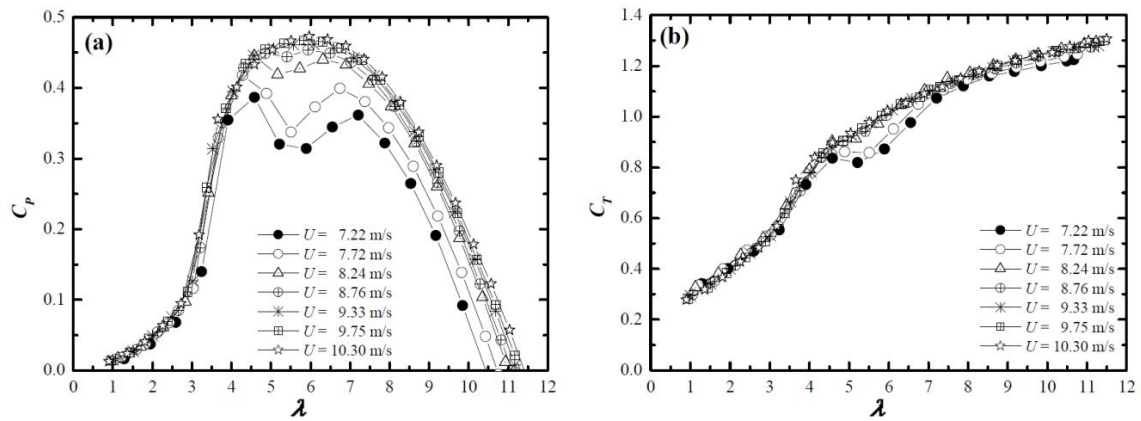 (a)
0.5
0.4
0.3
0.2
0.1
0.0
C_P
U = 7.22 m/s
U = 7.72 m/s
U = 8.24 m/s
U = 8.76 m/s
U = 9.33 m/s
U = 9.75 m/s
U = 10.30 m/s
0 1 2 3 4 5 6 7 8 9 10 11 12
λ
(b)
1.4
1.2
1.0
0.8
0.6
0.4
0.2
0.0
C_T
U = 7.22 m/s
U = 7.72 m/s
U = 8.24 m/s
U = 8.76 m/s
U = 9.33 m/s
U = 9.75 m/s
U = 10.30 m/s
0 1 2 3 4 5 6 7 8 9 10 11 12
λ